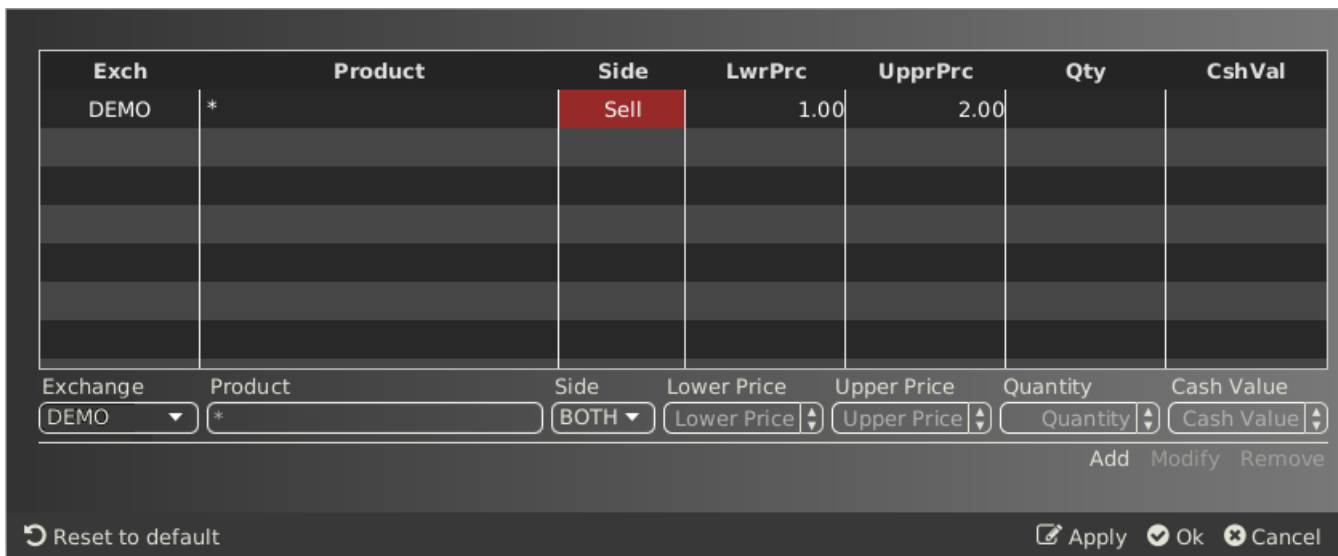 Exch Product Side LwrPrc UpprPrc Qty CshVal
DEMO * Sell 1.00 2.00
Exchange Product Side Lower Price Upper Price Quantity Cash Value
DEMO * BOTH Lower Price Upper Price Quantity Cash Value
Add Modify Remove
Reset to default Apply Ok Cancel